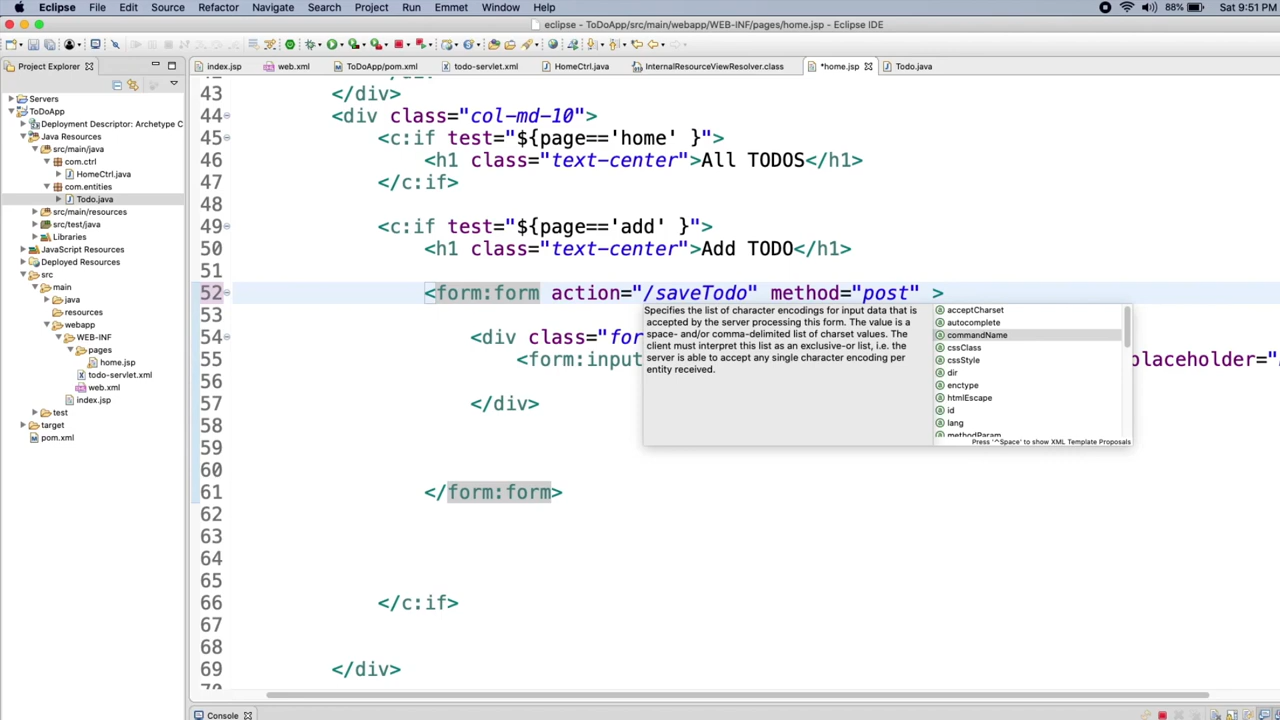 Eclipse File Edit Source Refactor Navigate Search Project Run Emmet Window Help 88% Sat 9:51 PM
eclipse - ToDoApp/src/main/webapp/WEB-INF/pages/home.jsp - Eclipse IDE
Project Explorer
index.jsp web.xml ToDoApp/pom.xml todo-servlet.xml HomeCtrl.java InternalResourceViewResolver.class *home.jsp Todo.java
Servers
ToDoApp
Deployment Descriptor: Archetype C
Java Resources
src/main/java
com.ctrl
HomeCtrl.java
com.entities
Todo.java
src/main/resources
src/test/java
Libraries
JavaScript Resources
Deployed Resources
src
main
java
resources
webapp
WEB-INF
pages
home.jsp
todo-servlet.xml
web.xml
index.jsp
test
target
pom.xml
43 </div>
44 <div class="col-md-10">
45 <c:if test="${page=='home' }">
46 <h1 class="text-center">All TODOS</h1>
47 </c:if>
48
49 <c:if test="${page=='add' }">
50 <h1 class="text-center">Add TODO</h1>
51
52 <form:form action="/saveTodo" method="post" >
53
54 <div class="for
55 <form:input laceholder="
56
57 </div>
58
59
60
61 </form:form>
62
63
64
65
66 </c:if>
67
68
69 </div>
Specifies the list of character encodings for input data that is
accepted by the server processing this form. The value is a
space- and/or comma-delimited list of charset values. The
client must interpret this list as an exclusive-or list, i.e. the
server is able to accept any single character encoding per
entity received.
acceptCharset
autocomplete
commandName
cssClass
cssStyle
dir
enctype
htmlEscape
id
lang
methodParam
Press '^Space' to show XML Template Proposals
Console